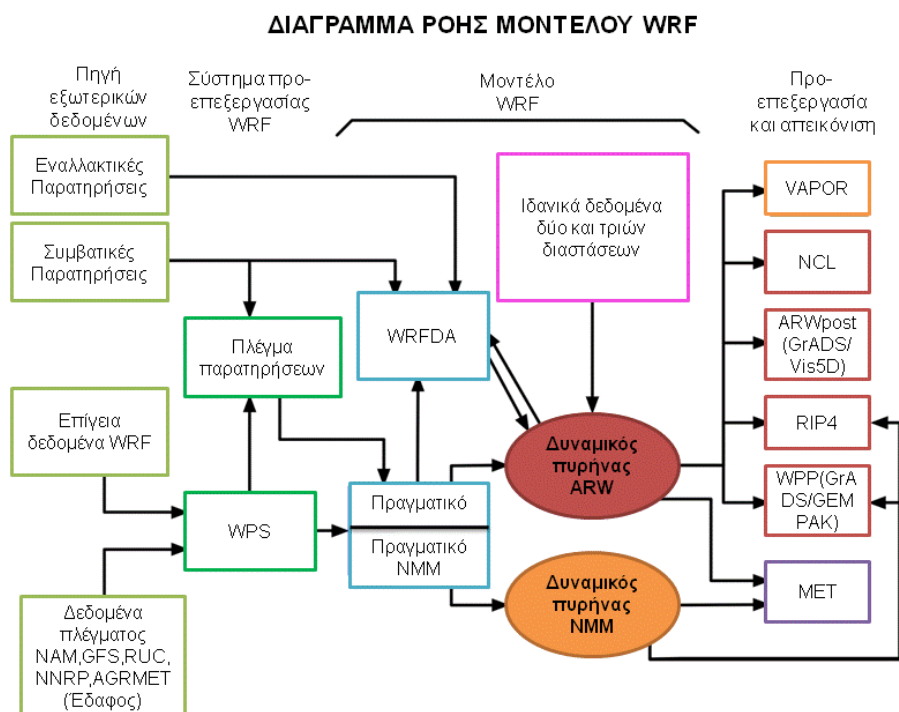 ΔΙΑΓΡΑΜΜΑ ΡΟΗΣ ΜΟΝΤΕΛΟΥ WRF
Πηγή
εξωτερικών
δεδομένων
Σύστημα προ-
επεξεργασίας
WRF
Μοντέλο
WRF
Προ-
επεξεργασία
και απεικόνιση
Εναλλακτικές
Παρατηρήσεις
Συμβατικές
Παρατηρήσεις
Επίγεια
δεδομένα WRF
Δεδομένα
πλέγματος
NAM,GFS,RUC,
NNRP,AGRMET
(Έδαφος)
Πλέγμα
παρατηρήσεων
WPS
WRFDA
Πραγματικό
Πραγματικό
NMM
Ιδανικά δεδομένα
δύο και τριών
διαστάσεων
Δυναμικός
πυρήνας
ARW
Δυναμικός
πυρήνας
NMM
VAPOR
NCL
ARWpost
(GrADS/
Vis5D)
RIP4
WPP(GrA
DS/GEM
PAK)
MET